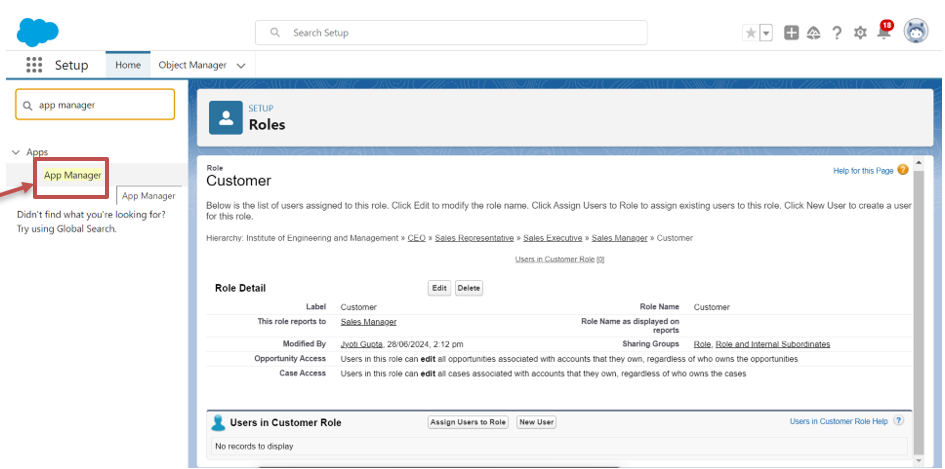 Search Setup
18
Setup
Home
Object Manager
app manager
Apps
App Manager
App Manager
Didn't find what you're looking for?
Try using Global Search.
SETUP
Roles
Role
Customer
Help for this Page ?
Below is the list of users assigned to this role. Click Edit to modify the role name. Click Assign Users to Role to assign existing users to this role. Click New User to create a user
for this role.
Hierarchy: Institute of Engineering and Management » CEO » Sales Representative » Sales Executive » Sales Manager » Customer
Users in Customer Role [0]
Role Detail
Edit Delete
Label Customer Role Name Customer
This role reports to Sales Manager Role Name as displayed on
reports
Modified By Jyoti Gupta, 28/06/2024, 2:12 pm Sharing Groups Role, Role and Internal Subordinates
Opportunity Access Users in this role can edit all opportunities associated with accounts that they own, regardless of who owns the opportunities
Case Access Users in this role can edit all cases associated with accounts that they own, regardless of who owns the cases
Users in Customer Role Assign Users to Role New User Users in Customer Role Help ?
No records to display